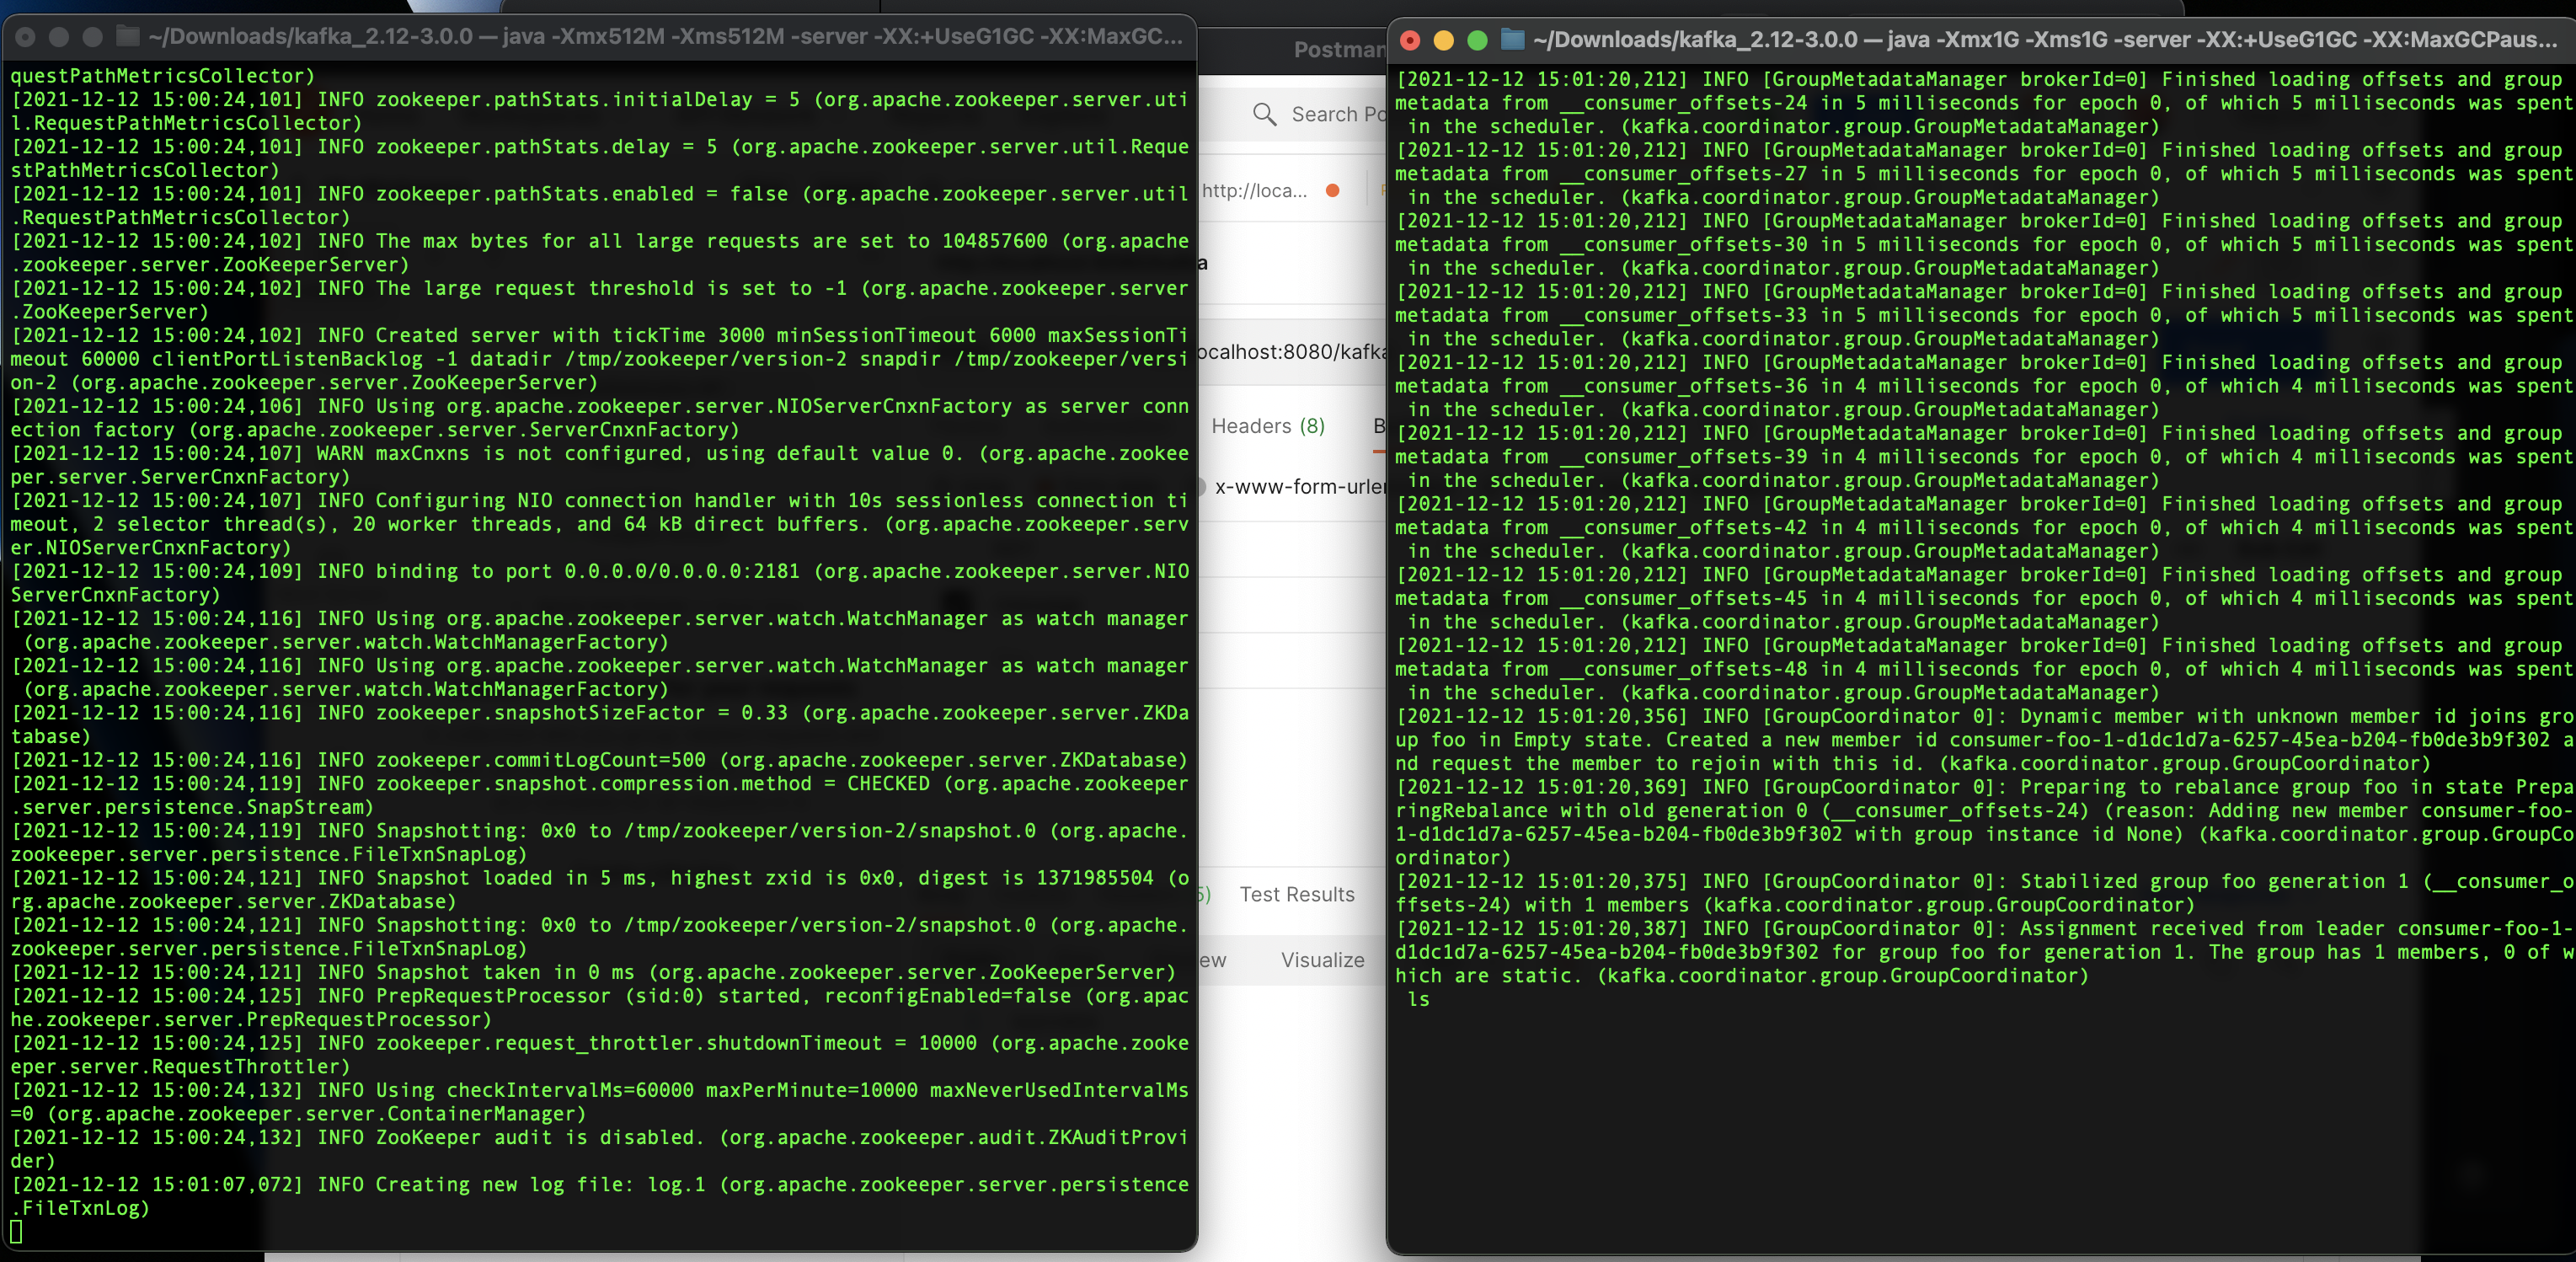 ~/Downloads/kafka_2.12-3.0.0 — java -Xmx512M -Xms512M -server -XX:+UseG1GC -XX:MaxGC...
questPathMetricsCollector)
[2021-12-12 15:00:24,101] INFO zookeeper.pathStats.initialDelay = 5 (org.apache.zookeeper.server.uti
l.RequestPathMetricsCollector)
[2021-12-12 15:00:24,101] INFO zookeeper.pathStats.delay = 5 (org.apache.zookeeper.server.util.Reque
stPathMetricsCollector)
[2021-12-12 15:00:24,101] INFO zookeeper.pathStats.enabled = false (org.apache.zookeeper.server.util
.RequestPathMetricsCollector)
[2021-12-12 15:00:24,102] INFO The max bytes for all large requests are set to 104857600 (org.apache
.zookeeper.server.ZooKeeperServer)
[2021-12-12 15:00:24,102] INFO The large request threshold is set to -1 (org.apache.zookeeper.server
.ZooKeeperServer)
[2021-12-12 15:00:24,102] INFO Created server with tickTime 3000 minSessionTimeout 6000 maxSessionTi
meout 60000 clientPortListenBacklog -1 datadir /tmp/zookeeper/version-2 snapdir /tmp/zookeeper/versi
on-2 (org.apache.zookeeper.server.ZooKeeperServer)
[2021-12-12 15:00:24,106] INFO Using org.apache.zookeeper.server.NIOServerCnxnFactory as server conn
ection factory (org.apache.zookeeper.server.ServerCnxnFactory)
[2021-12-12 15:00:24,107] WARN maxCnxns is not configured, using default value 0. (org.apache.zookee
per.server.ServerCnxnFactory)
[2021-12-12 15:00:24,107] INFO Configuring NIO connection handler with 10s sessionless connection ti
meout, 2 selector thread(s), 20 worker threads, and 64 kB direct buffers. (org.apache.zookeeper.serv
er.NIOServerCnxnFactory)
[2021-12-12 15:00:24,109] INFO binding to port 0.0.0.0/0.0.0.0:2181 (org.apache.zookeeper.server.NIO
ServerCnxnFactory)
[2021-12-12 15:00:24,116] INFO Using org.apache.zookeeper.server.watch.WatchManager as watch manager
(org.apache.zookeeper.server.watch.WatchManagerFactory)
[2021-12-12 15:00:24,116] INFO Using org.apache.zookeeper.server.watch.WatchManager as watch manager
(org.apache.zookeeper.server.watch.WatchManagerFactory)
[2021-12-12 15:00:24,116] INFO zookeeper.snapshotSizeFactor = 0.33 (org.apache.zookeeper.server.ZKDa
tabase)
[2021-12-12 15:00:24,116] INFO zookeeper.commitLogCount=500 (org.apache.zookeeper.server.ZKDatabase)
[2021-12-12 15:00:24,119] INFO zookeeper.snapshot.compression.method = CHECKED (org.apache.zookeeper
.server.persistence.SnapStream)
[2021-12-12 15:00:24,119] INFO Snapshotting: 0x0 to /tmp/zookeeper/version-2/snapshot.0 (org.apache.
zookeeper.server.persistence.FileTxnSnapLog)
[2021-12-12 15:00:24,121] INFO Snapshot loaded in 5 ms, highest zxid is 0x0, digest is 1371985504 (o
rg.apache.zookeeper.server.ZKDatabase)
[2021-12-12 15:00:24,121] INFO Snapshotting: 0x0 to /tmp/zookeeper/version-2/snapshot.0 (org.apache.
zookeeper.server.persistence.FileTxnSnapLog)
[2021-12-12 15:00:24,121] INFO Snapshot taken in 0 ms (org.apache.zookeeper.server.ZooKeeperServer)
[2021-12-12 15:00:24,125] INFO PrepRequestProcessor (sid:0) started, reconfigEnabled=false (org.apac
he.zookeeper.server.PrepRequestProcessor)
[2021-12-12 15:00:24,125] INFO zookeeper.request_throttler.shutdownTimeout = 10000 (org.apache.zooke
eper.server.RequestThrottler)
[2021-12-12 15:00:24,132] INFO Using checkIntervalMs=60000 maxPerMinute=10000 maxNeverUsedIntervalMs
=0 (org.apache.zookeeper.server.ContainerManager)
[2021-12-12 15:00:24,132] INFO ZooKeeper audit is disabled. (org.apache.zookeeper.audit.ZKAuditProvi
der)
[2021-12-12 15:01:07,072] INFO Creating new log file: log.1 (org.apache.zookeeper.server.persistence
.FileTxnLog)
Postman
Search Po
http://loca...
a
ocalhost:8080/kafka
Headers (8)
B
x-www-form-urler
5)
Test Results
ew
Visualize
~/Downloads/kafka_2.12-3.0.0 — java -Xmx1G -Xms1G -server -XX:+UseG1GC -XX:MaxGCPaus...
[2021-12-12 15:01:20,212] INFO [GroupMetadataManager brokerId=0] Finished loading offsets and group
metadata from __consumer_offsets-24 in 5 milliseconds for epoch 0, of which 5 milliseconds was spent
in the scheduler. (kafka.coordinator.group.GroupMetadataManager)
[2021-12-12 15:01:20,212] INFO [GroupMetadataManager brokerId=0] Finished loading offsets and group
metadata from __consumer_offsets-27 in 5 milliseconds for epoch 0, of which 5 milliseconds was spent
in the scheduler. (kafka.coordinator.group.GroupMetadataManager)
[2021-12-12 15:01:20,212] INFO [GroupMetadataManager brokerId=0] Finished loading offsets and group
metadata from __consumer_offsets-30 in 5 milliseconds for epoch 0, of which 5 milliseconds was spent
in the scheduler. (kafka.coordinator.group.GroupMetadataManager)
[2021-12-12 15:01:20,212] INFO [GroupMetadataManager brokerId=0] Finished loading offsets and group
metadata from __consumer_offsets-33 in 5 milliseconds for epoch 0, of which 5 milliseconds was spent
in the scheduler. (kafka.coordinator.group.GroupMetadataManager)
[2021-12-12 15:01:20,212] INFO [GroupMetadataManager brokerId=0] Finished loading offsets and group
metadata from __consumer_offsets-36 in 4 milliseconds for epoch 0, of which 4 milliseconds was spent
in the scheduler. (kafka.coordinator.group.GroupMetadataManager)
[2021-12-12 15:01:20,212] INFO [GroupMetadataManager brokerId=0] Finished loading offsets and group
metadata from __consumer_offsets-39 in 4 milliseconds for epoch 0, of which 4 milliseconds was spent
in the scheduler. (kafka.coordinator.group.GroupMetadataManager)
[2021-12-12 15:01:20,212] INFO [GroupMetadataManager brokerId=0] Finished loading offsets and group
metadata from __consumer_offsets-42 in 4 milliseconds for epoch 0, of which 4 milliseconds was spent
in the scheduler. (kafka.coordinator.group.GroupMetadataManager)
[2021-12-12 15:01:20,212] INFO [GroupMetadataManager brokerId=0] Finished loading offsets and group
metadata from __consumer_offsets-45 in 4 milliseconds for epoch 0, of which 4 milliseconds was spent
in the scheduler. (kafka.coordinator.group.GroupMetadataManager)
[2021-12-12 15:01:20,212] INFO [GroupMetadataManager brokerId=0] Finished loading offsets and group
metadata from __consumer_offsets-48 in 4 milliseconds for epoch 0, of which 4 milliseconds was spent
in the scheduler. (kafka.coordinator.group.GroupMetadataManager)
[2021-12-12 15:01:20,356] INFO [GroupCoordinator 0]: Dynamic member with unknown member id joins gro
up foo in Empty state. Created a new member id consumer-foo-1-d1dc1d7a-6257-45ea-b204-fb0de3b9f302 a
nd request the member to rejoin with this id. (kafka.coordinator.group.GroupCoordinator)
[2021-12-12 15:01:20,369] INFO [GroupCoordinator 0]: Preparing to rebalance group foo in state Prepa
ringRebalance with old generation 0 (__consumer_offsets-24) (reason: Adding new member consumer-foo-
1-d1dc1d7a-6257-45ea-b204-fb0de3b9f302 with group instance id None) (kafka.coordinator.group.GroupCo
ordinator)
[2021-12-12 15:01:20,375] INFO [GroupCoordinator 0]: Stabilized group foo generation 1 (__consumer_o
ffsets-24) with 1 members (kafka.coordinator.group.GroupCoordinator)
[2021-12-12 15:01:20,387] INFO [GroupCoordinator 0]: Assignment received from leader consumer-foo-1-
d1dc1d7a-6257-45ea-b204-fb0de3b9f302 for group foo for generation 1. The group has 1 members, 0 of w
hich are static. (kafka.coordinator.group.GroupCoordinator)
ls